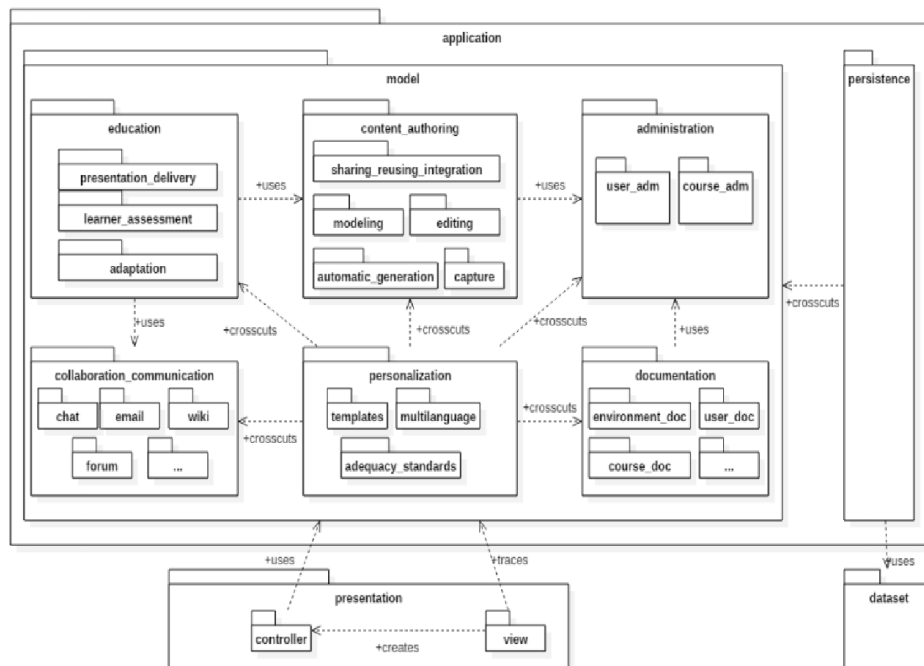 application
model
persistence
education
content_authoring
administration
presentation_delivery
sharing_reusing_integration
user_adm
course_adm
+uses
+uses
learner_assessment
modeling
editing
adaptation
automatic_generation
capture
+crosscuts
+uses
+crosscuts
+crosscuts
+crosscuts
+uses
collaboration_communication
personalization
documentation
chat
email
wiki
templates
multilanguage
environment_doc
user_doc
+crosscuts
+crosscuts
forum
...
adequacy_standards
course_doc
...
+uses
+traces
+uses
presentation
dataset
controller
view
+creates